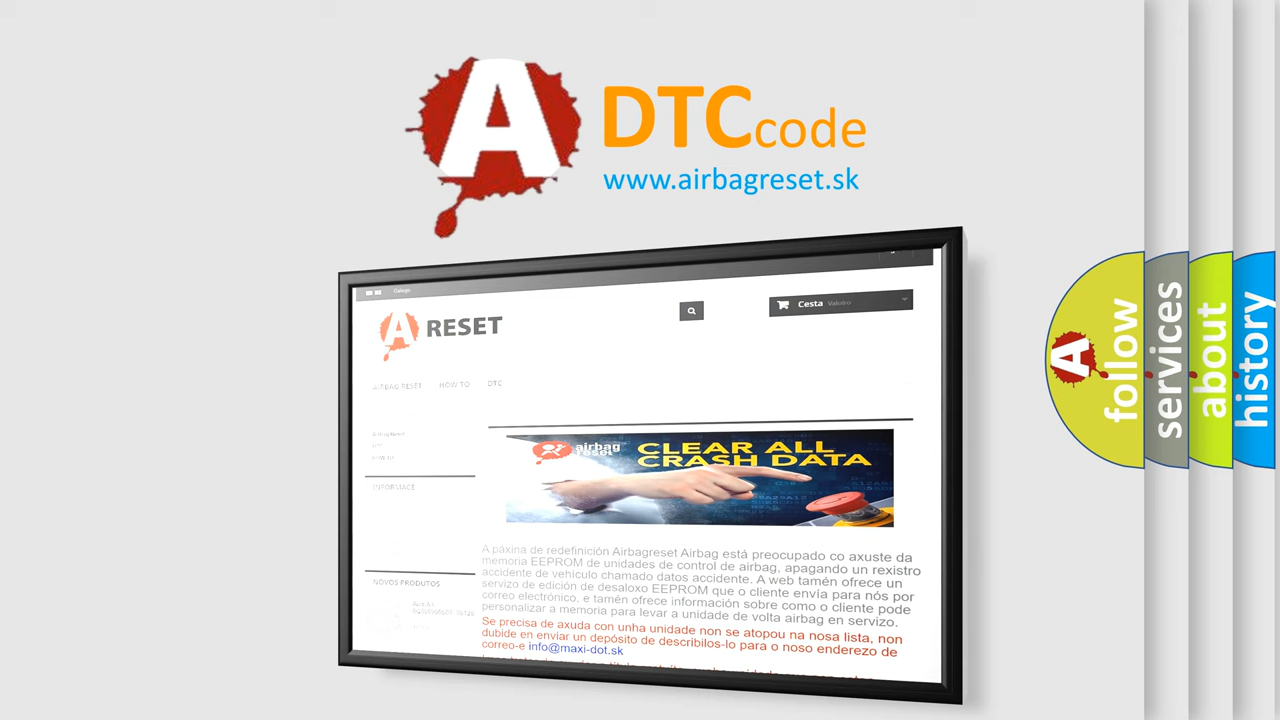 A
DTCcode
www.airbagreset.sk
Galego
A RESET
Cesta Valeiro
AIRBAG RESET HOW TO DTC
airbag
reset
CLEAR ALL
CRASH DATA
INFORMACE
A páxina de redefinición Airbagreset Airbag está preocupado co axuste da
memoria EEPROM de unidades de control de airbag, apagando un rexistro
accidente de vehículo chamado datos accidente. A web tamén ofrece un
servizo de edición de desaloxo EEPROM que o cliente envía para nós por
correo electrónico, e tamén ofrece información sobre como o cliente pode
personalizar a memoria para levar a unidade de volta airbag en servizo.
Se precisa de axuda con unha unidade non se atopou na nosa lista, non
dubide en enviar un depósito de describilos-lo para o noso enderezo de
correo-e info@maxi-dot.sk
NOVOS PRODUTOS
A
follow
services
about
history